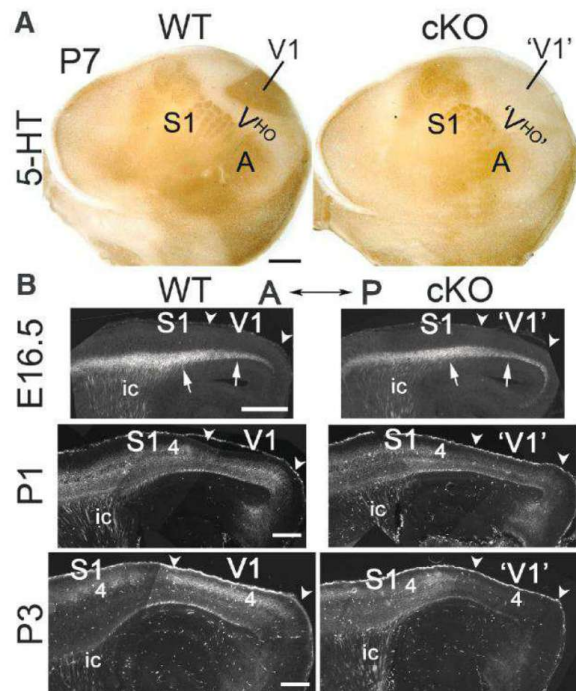 A WT cKO
P7 V1 'V1'
5-HT S1 VHO A S1 'VHO' A
B WT A P cKO
E16.5 S1 V1 ic S1 'V1' ic
P1 S1 4 V1 ic S1 4 'V1' ic
P3 S1 4 V1 4 ic S1 4 'V1' 4 ic